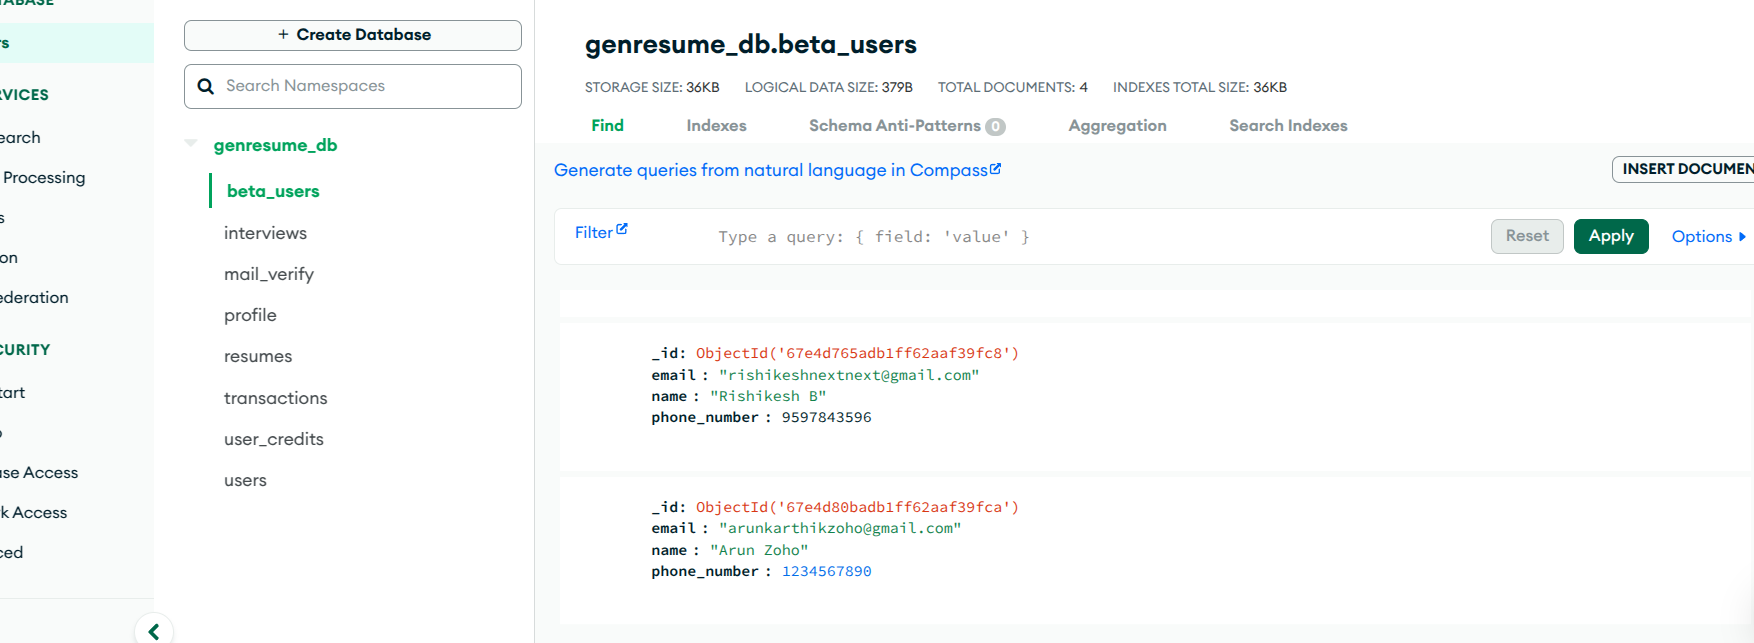 TABASE
rs
RVICES
earch
Processing
s
on
ederation
CURITY
tart
o
ase Access
k Access
ced
+ Create Database
Search Namespaces
genresume_db
beta_users
interviews
mail_verify
profile
resumes
transactions
user_credits
users
genresume_db.beta_users
STORAGE SIZE: 36KB LOGICAL DATA SIZE: 379B TOTAL DOCUMENTS: 4 INDEXES TOTAL SIZE: 36KB
Find Indexes Schema Anti-Patterns 0 Aggregation Search Indexes
Generate queries from natural language in Compass
INSERT DOCUMEN
Filter Type a query: { field: 'value' } Reset Apply Options
_id: ObjectId('67e4d765adb1ff62aaf39fc8')
email : "rishikeshnextnext@gmail.com"
name : "Rishikesh B"
phone_number : 9597843596
_id: ObjectId('67e4d80badb1ff62aaf39fca')
email : "arunkarthikzoho@gmail.com"
name : "Arun Zoho"
phone_number : 1234567890